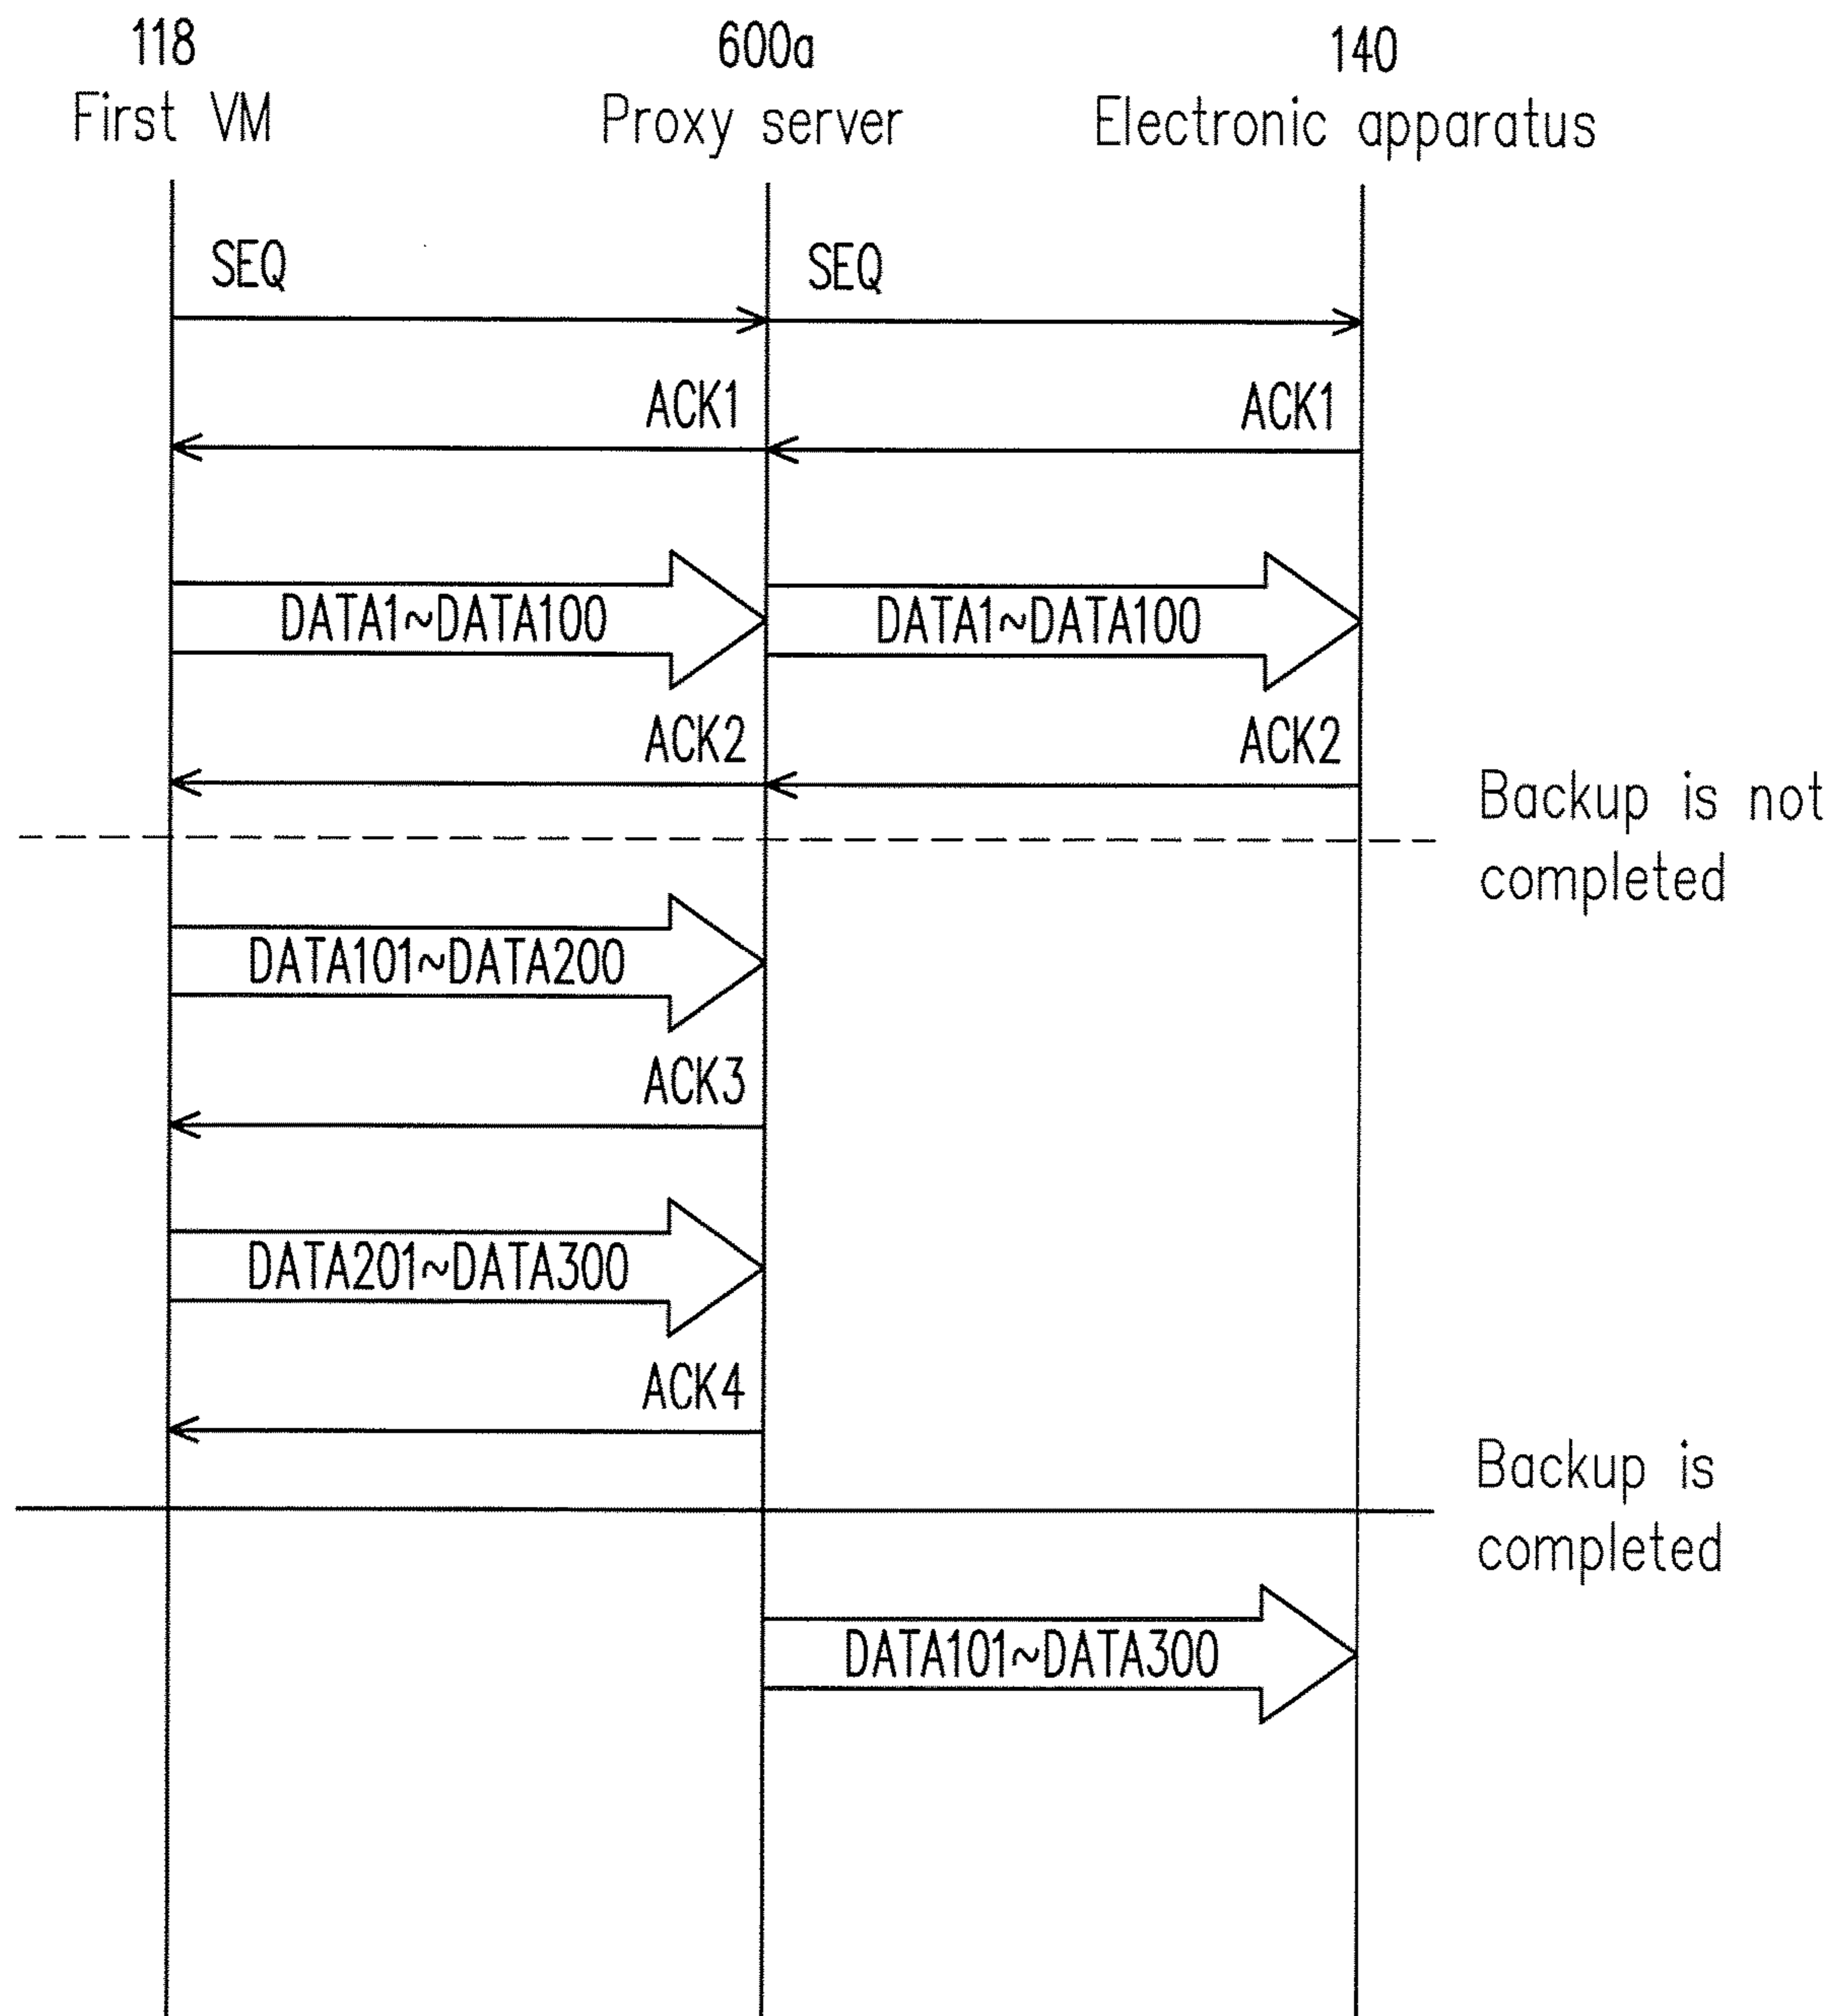 118
First VM
600a
Proxy server
140
Electronic apparatus
SEQ
SEQ
ACK1
ACK1
DATA1~DATA100
DATA1~DATA100
ACK2
ACK2
Backup is not
completed
DATA101~DATA200
ACK3
DATA201~DATA300
ACK4
Backup is
completed
DATA101~DATA300